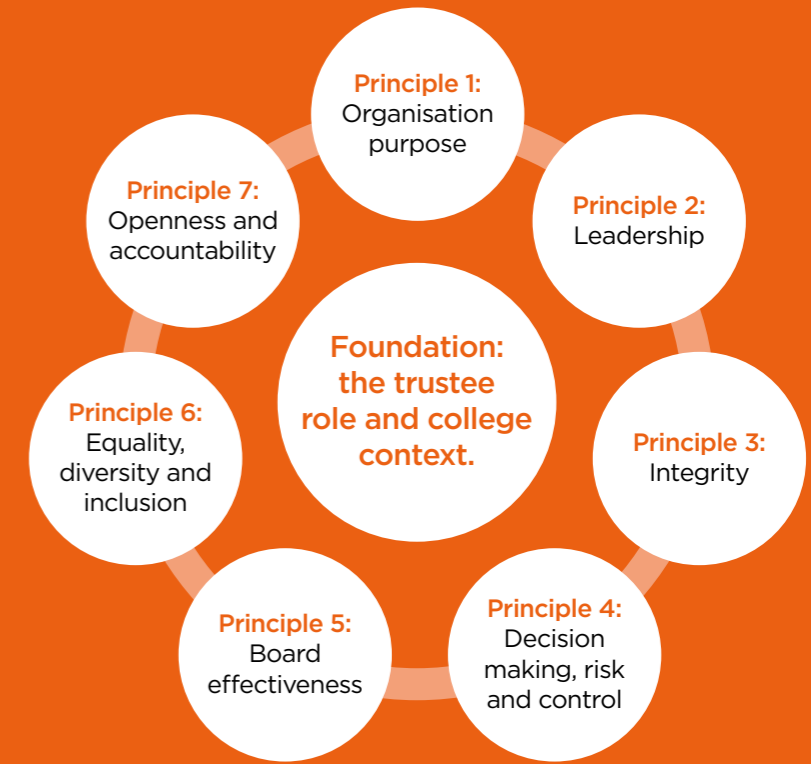 Principle 1:
Organisation
purpose
Principle 2:
Leadership
Principle 3:
Integrity
Principle 4:
Decision
making, risk
and control
Principle 5:
Board
effectiveness
Principle 6:
Equality,
diversity and
inclusion
Principle 7:
Openness and
accountability
Foundation:
the trustee
role and college
context.